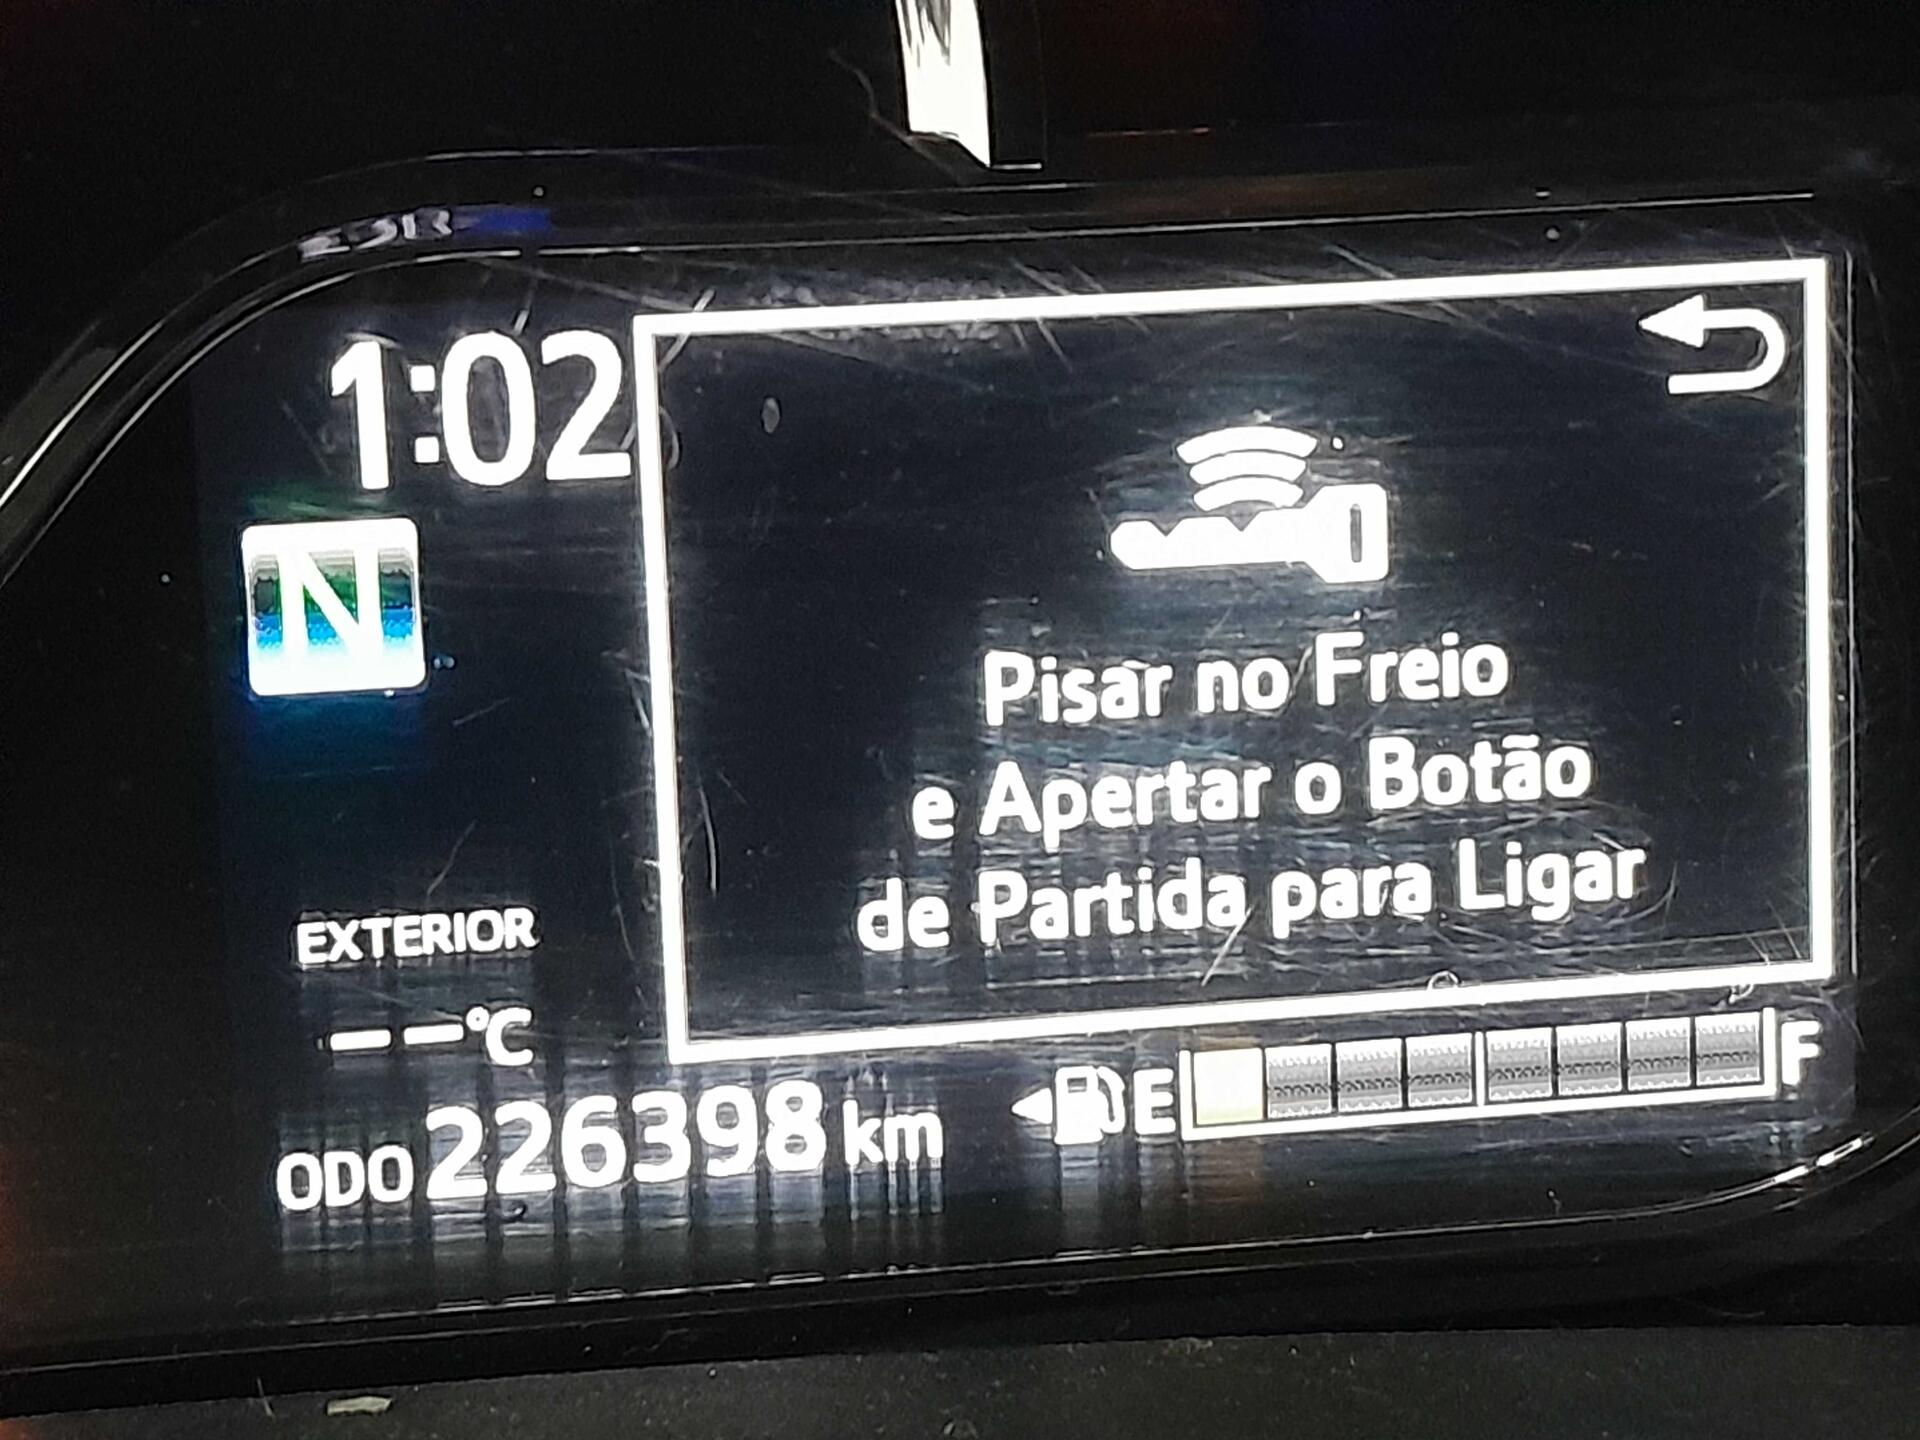 1:02
N
Pisar no Freio
e Apertar o Botão
de Partida para Ligar
EXTERIOR
--°C
ODO 226398 km
E F